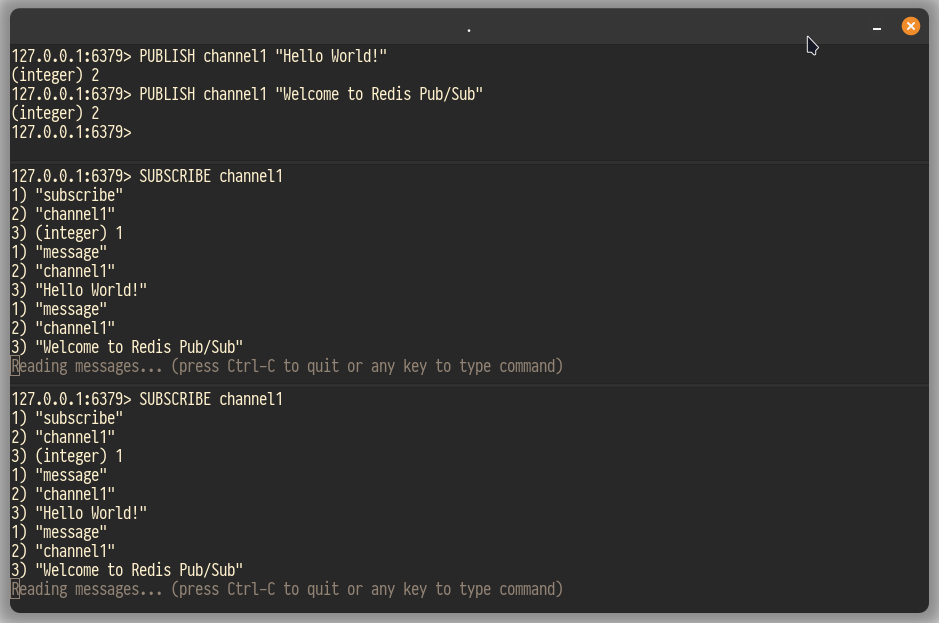 .
127.0.0.1:6379> PUBLISH channel1 "Hello World!"
(integer) 2
127.0.0.1:6379> PUBLISH channel1 "Welcome to Redis Pub/Sub"
(integer) 2
127.0.0.1:6379>
127.0.0.1:6379> SUBSCRIBE channel1
1) "subscribe"
2) "channel1"
3) (integer) 1
1) "message"
2) "channel1"
3) "Hello World!"
1) "message"
2) "channel1"
3) "Welcome to Redis Pub/Sub"
Reading messages... (press Ctrl-C to quit or any key to type command)
127.0.0.1:6379> SUBSCRIBE channel1
1) "subscribe"
2) "channel1"
3) (integer) 1
1) "message"
2) "channel1"
3) "Hello World!"
1) "message"
2) "channel1"
3) "Welcome to Redis Pub/Sub"
Reading messages... (press Ctrl-C to quit or any key to type command)